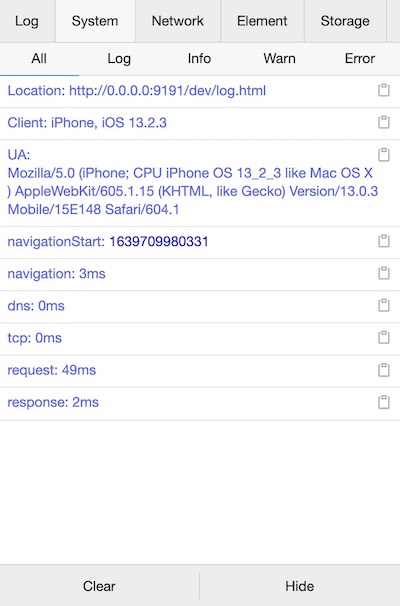 Log System Network Element Storage
All Log Info Warn Error
Location: http://0.0.0.0:9191/dev/log.html
Client: iPhone, iOS 13.2.3
UA:
Mozilla/5.0 (iPhone; CPU iPhone OS 13_2_3 like Mac OS X
) AppleWebKit/605.1.15 (KHTML, like Gecko) Version/13.0.3
Mobile/15E148 Safari/604.1
navigationStart: 1639709980331
navigation: 3ms
dns: 0ms
tcp: 0ms
request: 49ms
response: 2ms
Clear Hide